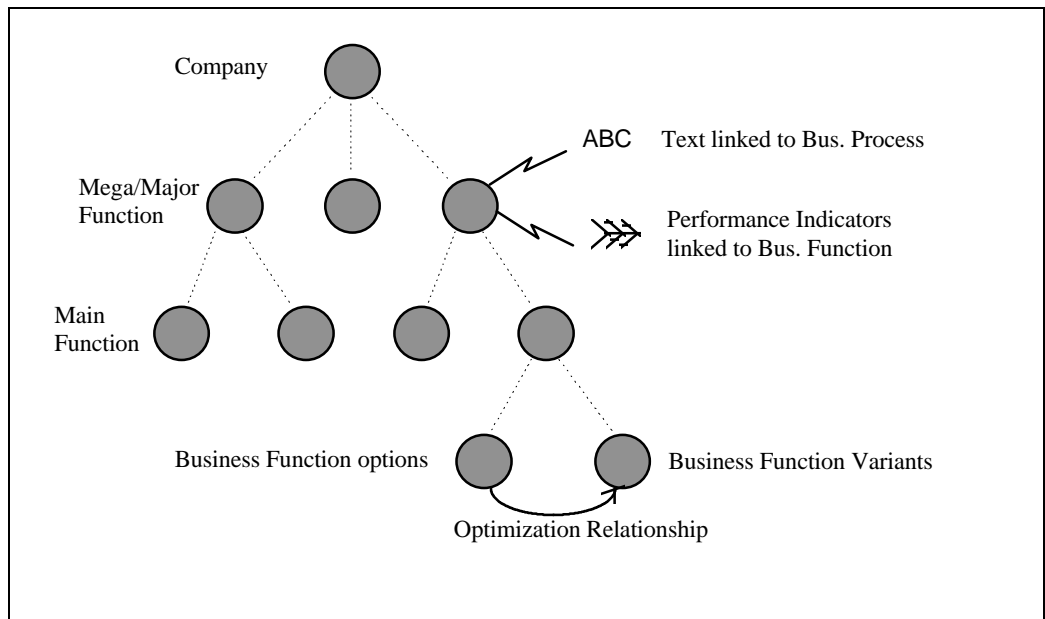 Company
ABC
Text linked to Bus. Process
Mega/Major
Function
Performance Indicators
linked to Bus. Function
Main
Function
Business Function options
Business Function Variants
Optimization Relationship